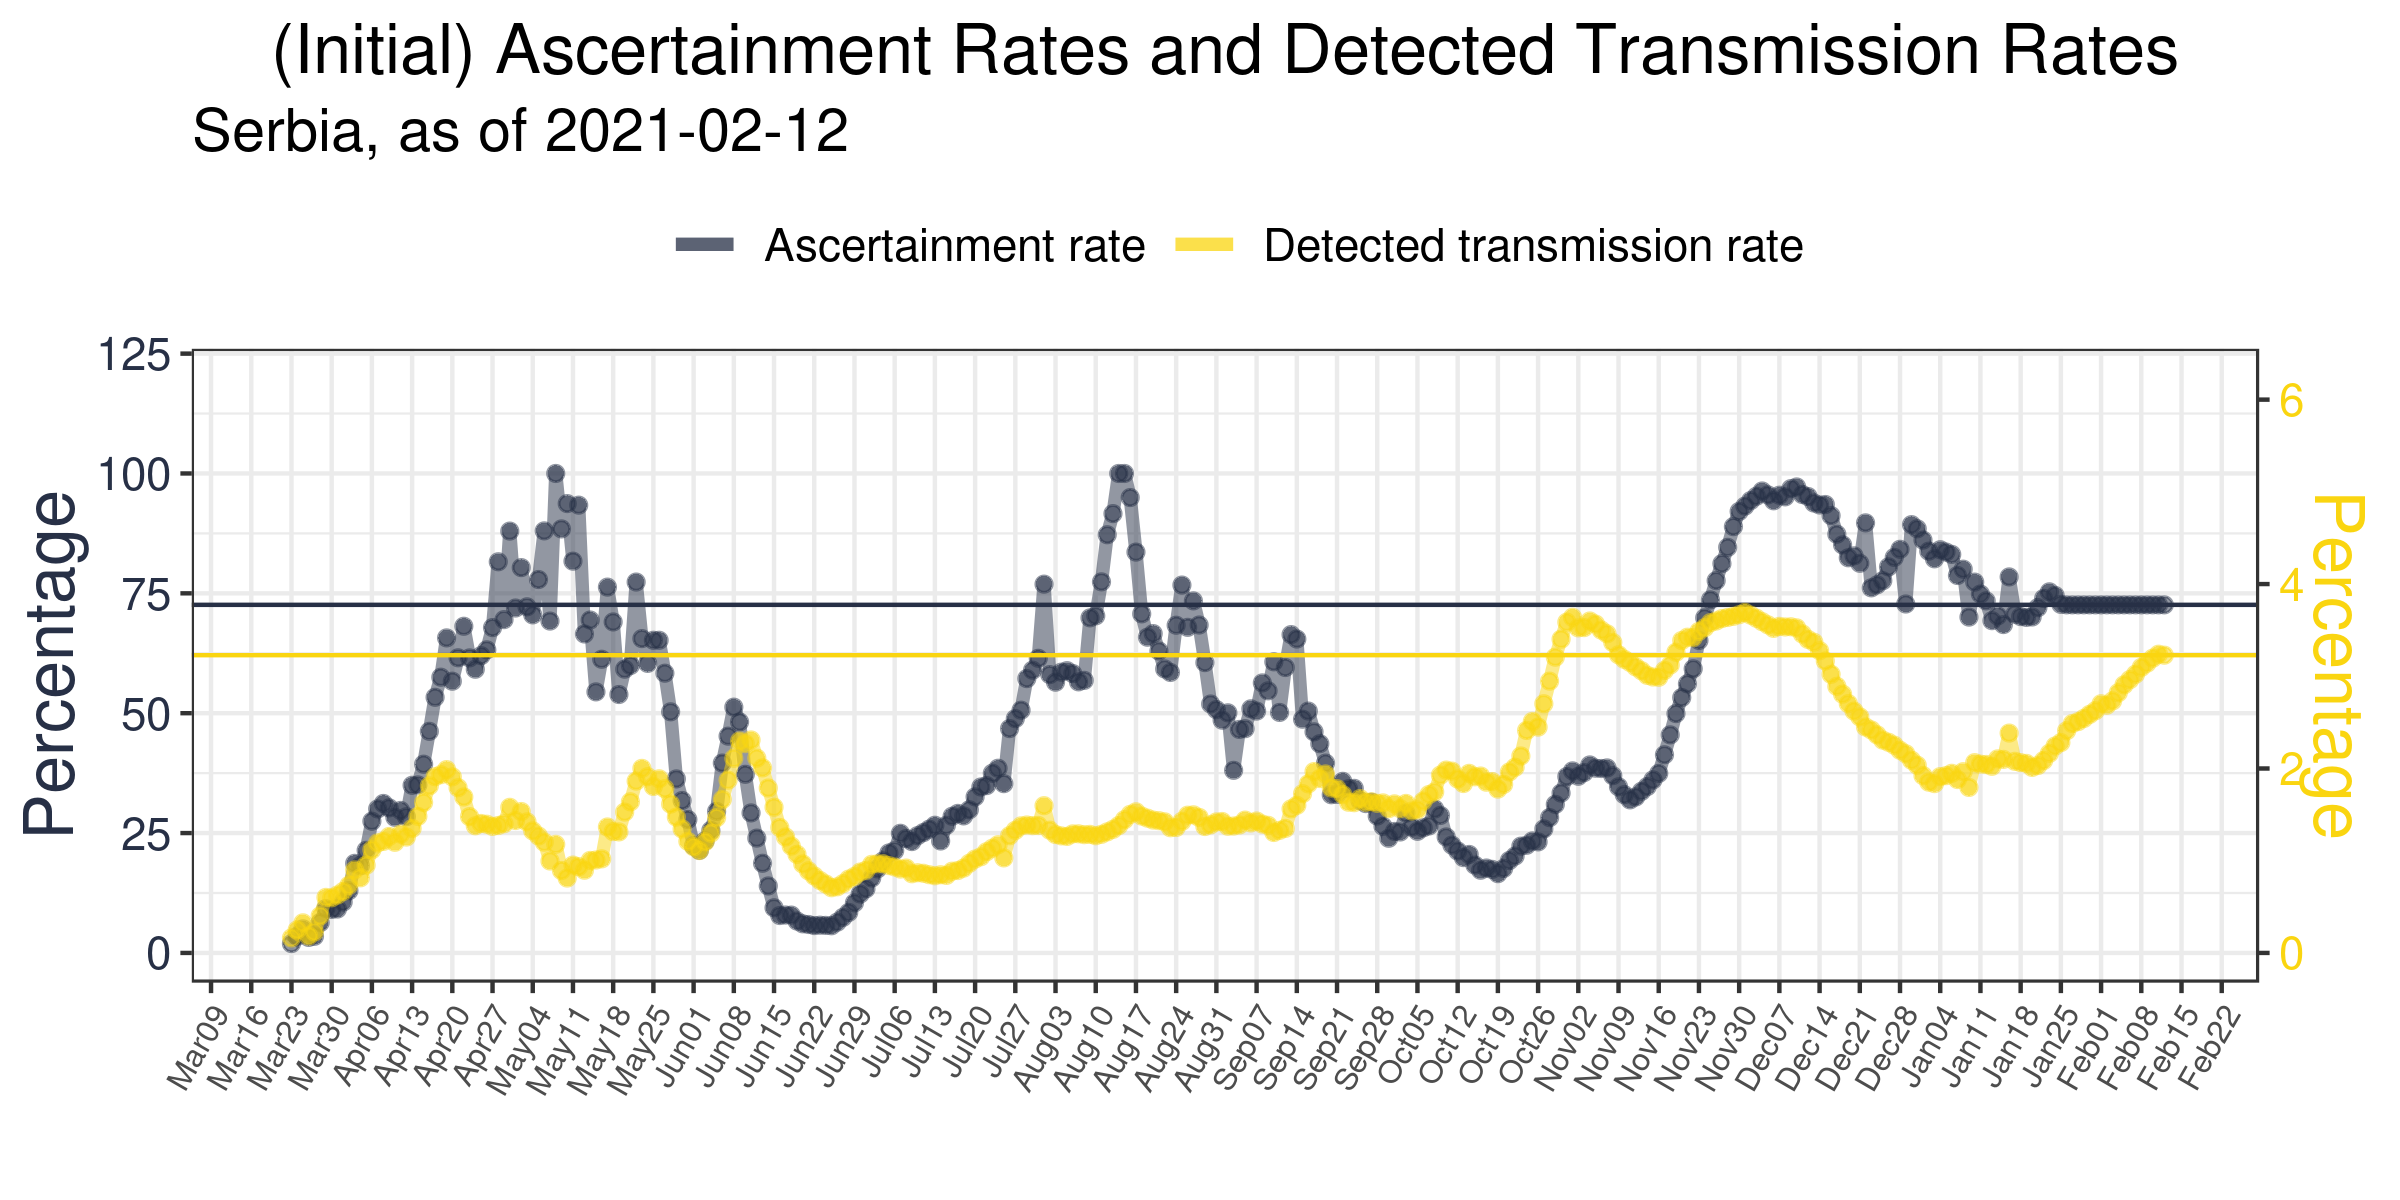 (Initial) Ascertainment Rates and Detected Transmission Rates
Serbia, as of 2021-02-12
Ascertainment rate Detected transmission rate
Percentage
125
100
75
50
25
0
6
4
2
0
Percentage
Mar09 Mar16 Mar23 Mar30 Apr06 Apr13 Apr20 Apr27 May04 May11 May18 May25 Jun01 Jun08 Jun15 Jun22 Jun29 Jul06 Jul13 Jul20 Jul27 Aug03 Aug10 Aug17 Aug24 Aug31 Sep07 Sep14 Sep21 Sep28 Oct05 Oct12 Oct19 Oct26 Nov02 Nov09 Nov16 Nov23 Nov30 Dec07 Dec14 Dec21 Dec28 Jan04 Jan11 Jan18 Jan25 Feb01 Feb08 Feb15 Feb22